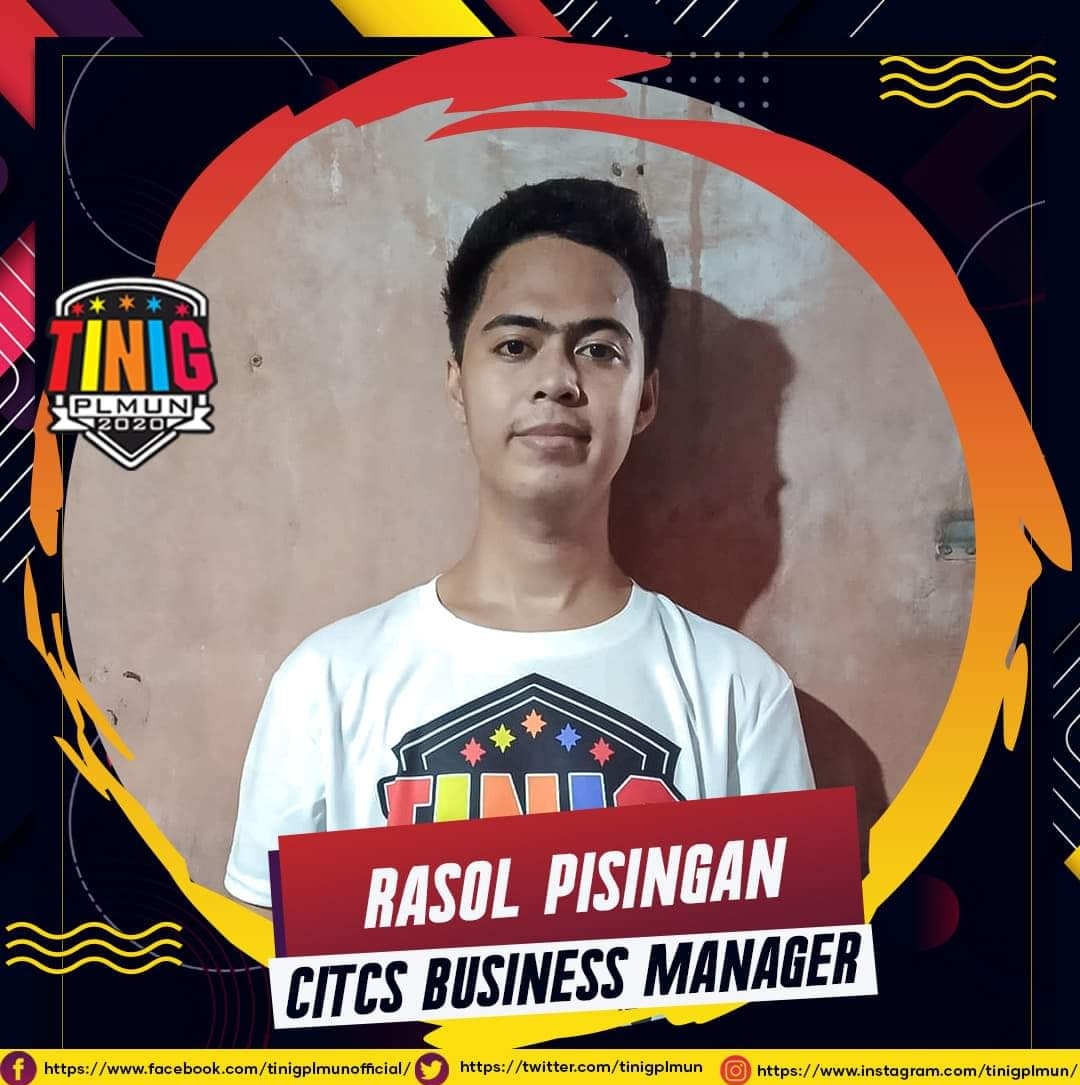 TINIG
PLMUN
2020
TINIG
RASOL PISINGAN
CITCS BUSINESS MANAGER
https://www.facebook.com/tinigplmunofficial/
https://twitter.com/tinigplmun
https://www.instagram.com/tinigplmun/